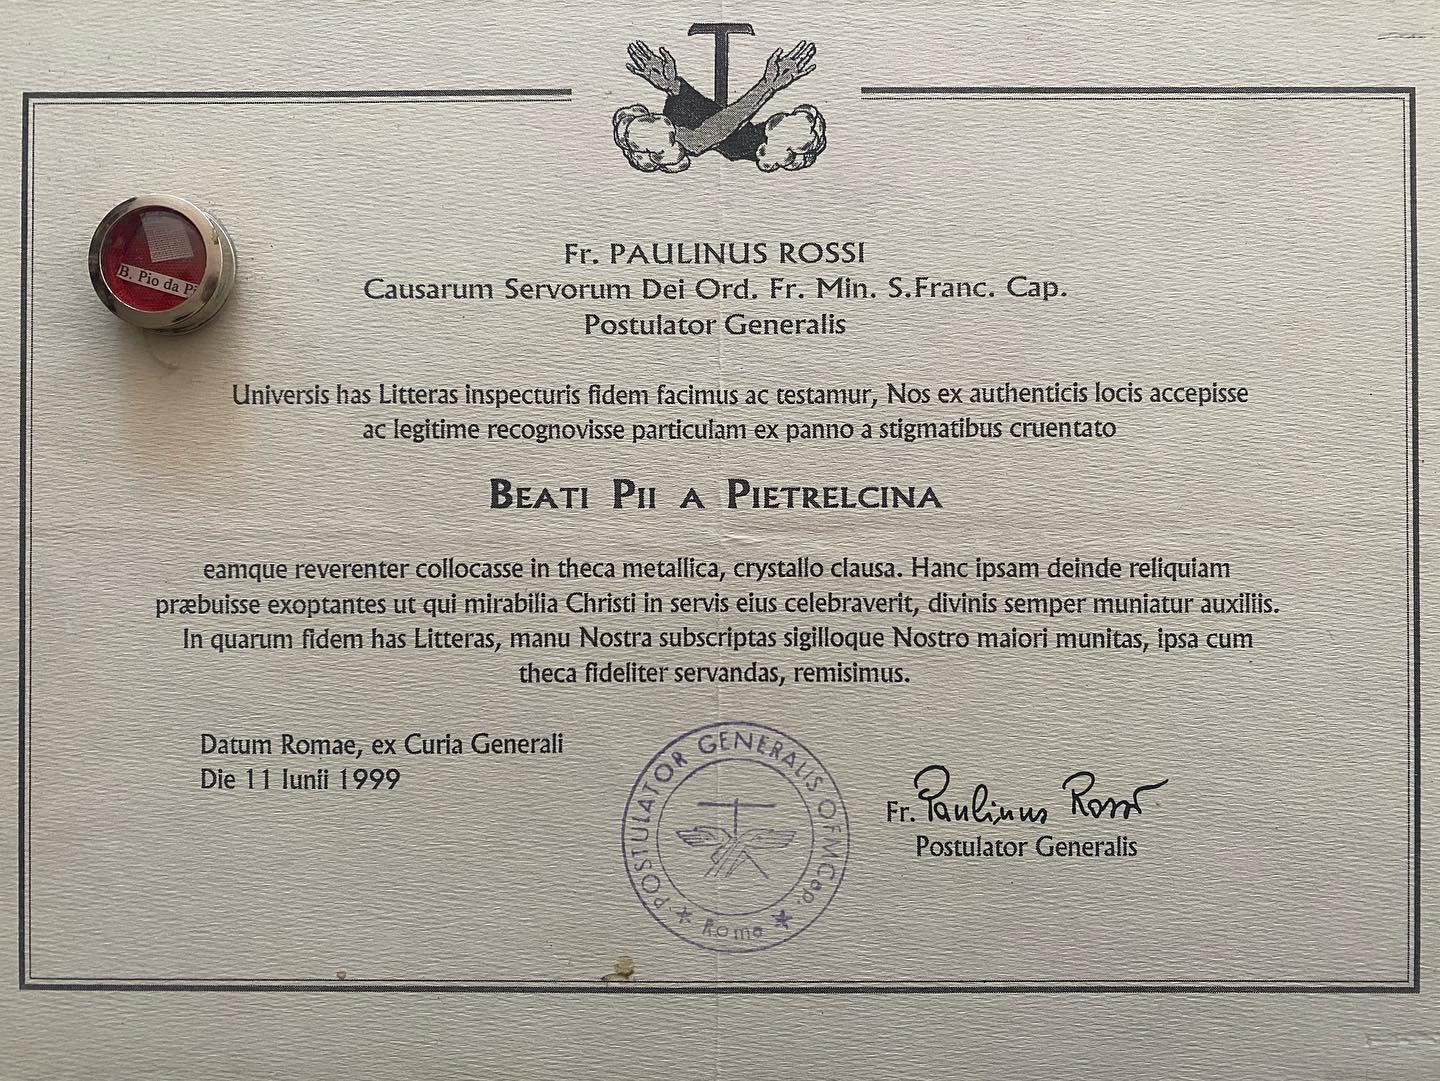 B. Pio da Pi
Fr. PAULINUS ROSSI
Causarum Servorum Dei Ord. Fr. Min. S.Franc. Cap.
Postulator Generalis
Universis has Litteras inspecturis fidem facimus ac testamur, Nos ex authenticis locis accepisse
ac legitime recognovisse particulam ex panno a stigmatibus cruentato
BEATI PII A PIETRELCINA
eamque reverenter collocasse in theca metallica, crystallo clausa. Hanc ipsam deinde reliquiam
præbuisse exoptantes ut qui mirabilia Christi in servis eius celebraverit, divinis semper muniatur auxiliis.
In quarum fidem has Litteras, manu Nostra subscriptas sigilloque Nostro maiori munitas, ipsa cum
theca fideliter servandas, remisimus.
Datum Romae, ex Curia Generali
Die 11 Iunii 1999
POSTULATOR GENERALIS OFMCap.
Roma
Fr. Paulinus Rossi
Postulator Generalis